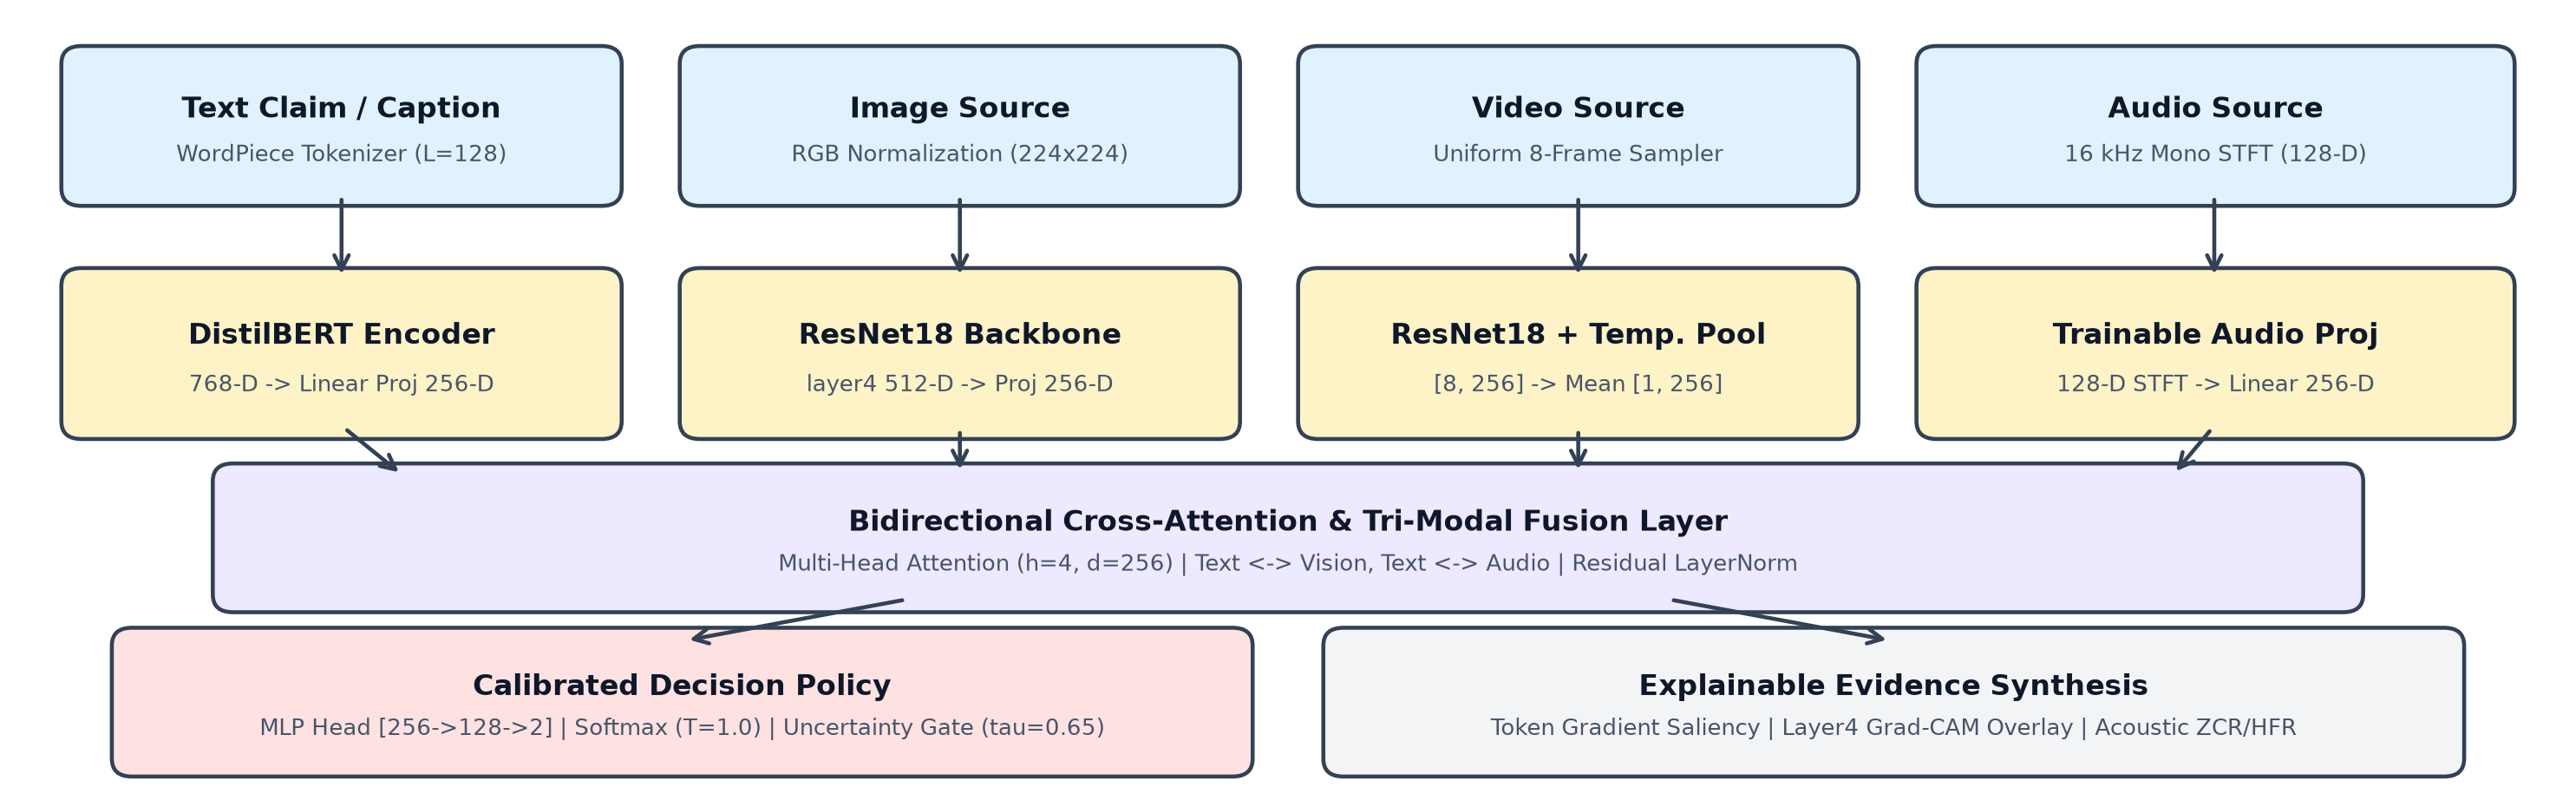 Text Claim / Caption
WordPiece Tokenizer (L=128)
Image Source
RGB Normalization (224x224)
Video Source
Uniform 8-Frame Sampler
Audio Source
16 kHz Mono STFT (128-D)
DistilBERT Encoder
768-D -> Linear Proj 256-D
ResNet18 Backbone
layer4 512-D -> Proj 256-D
ResNet18 + Temp. Pool
[8, 256] -> Mean [1, 256]
Trainable Audio Proj
128-D STFT -> Linear 256-D
Bidirectional Cross-Attention & Tri-Modal Fusion Layer
Multi-Head Attention (h=4, d=256) | Text <-> Vision, Text <-> Audio | Residual LayerNorm
Calibrated Decision Policy
MLP Head [256->128->2] | Softmax (T=1.0) | Uncertainty Gate (tau=0.65)
Explainable Evidence Synthesis
Token Gradient Saliency | Layer4 Grad-CAM Overlay | Acoustic ZCR/HFR